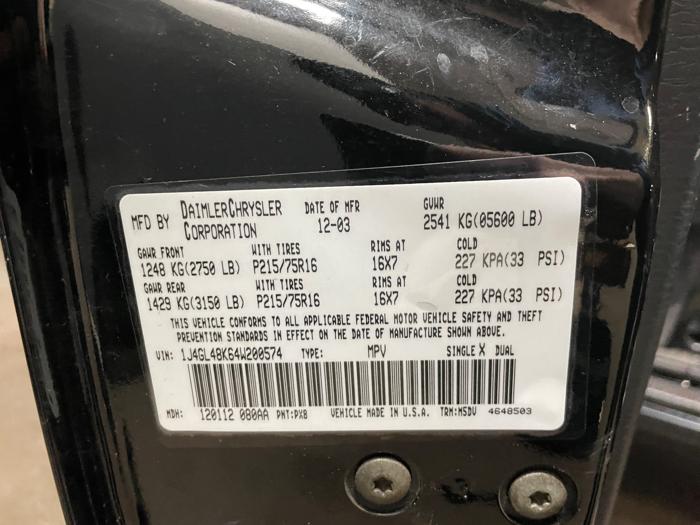 MFD BY DAIMLERCHRYSLER CORPORATION DATE OF MFR 12-03 GVWR 2541 KG(05600 LB)
GAWR FRONT WITH TIRES RIMS AT COLD
1248 KG(2750 LB) P215/75R16 16X7 227 KPA(33 PSI)
GAWR REAR WITH TIRES RIMS AT COLD
1429 KG(3150 LB) P215/75R16 16X7 227 KPA(33 PSI)
THIS VEHICLE CONFORMS TO ALL APPLICABLE FEDERAL MOTOR VEHICLE SAFETY AND THEFT
PREVENTION STANDARDS IN EFFECT ON THE DATE OF MANUFACTURE SHOWN ABOVE.
VIN: 1J4GL48K64W200574 TYPE: MPV SINGLE X DUAL
MDH: 120112 080AA PNT:PX8 VEHICLE MADE IN U.S.A. TRM:MSDV 4648503